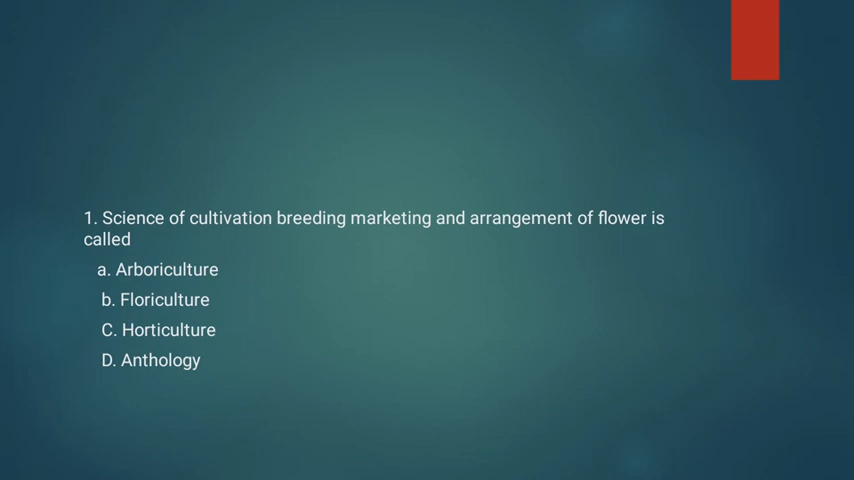 1. Science of cultivation breeding marketing and arrangement of flower is
called
a. Arboriculture
b. Floriculture
C. Horticulture
D. Anthology